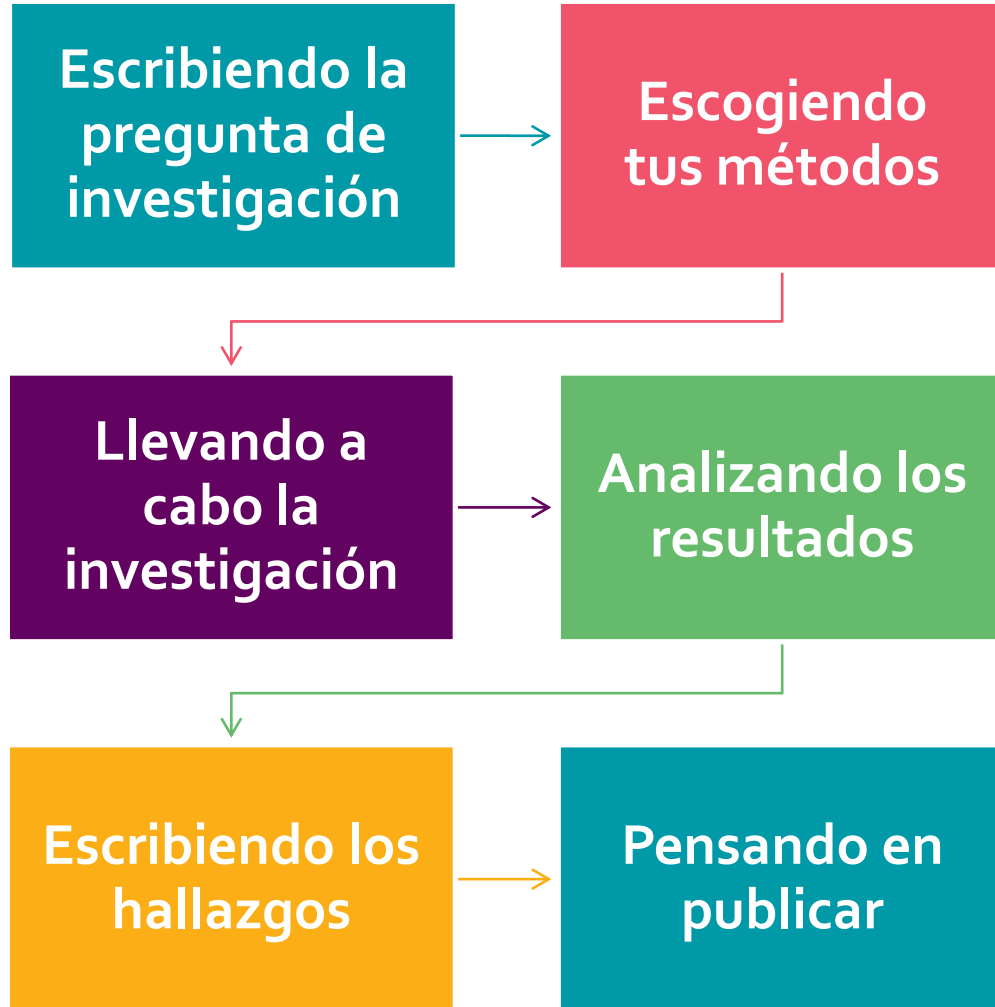 Escribiendo la
pregunta de
investigación
Escogiendo
tus métodos
Llevando a
cabo la
investigación
Analizando los
resultados
Escribiendo los
hallazgos
Pensando en
publicar